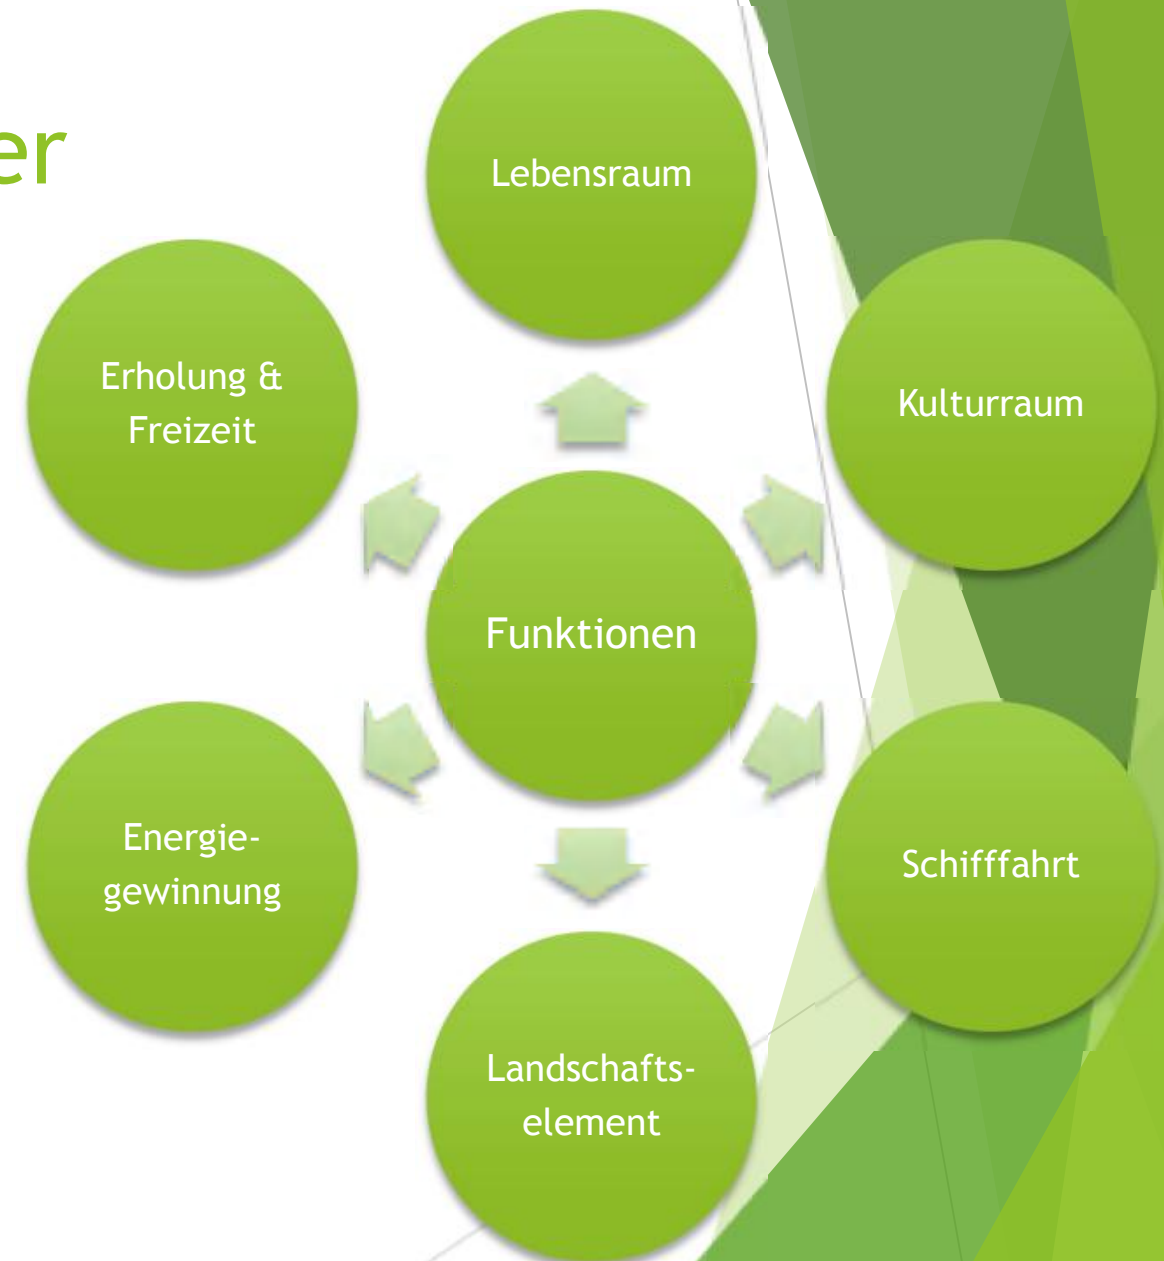 er
Lebensraum
Erholung &
Freizeit
Kulturraum
Funktionen
Energie-
gewinnung
Schifffahrt
Landschafts-
element